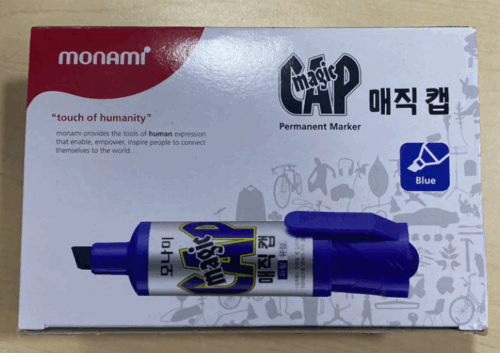 monami
magic
CAP
매직 캡
Permanent Marker
"touch of humanity"
monami provides the tools of human expression
that enable, empower, inspire people to connect
themselves to the world...
Blue
모나미
magic
CAP
매직 캡